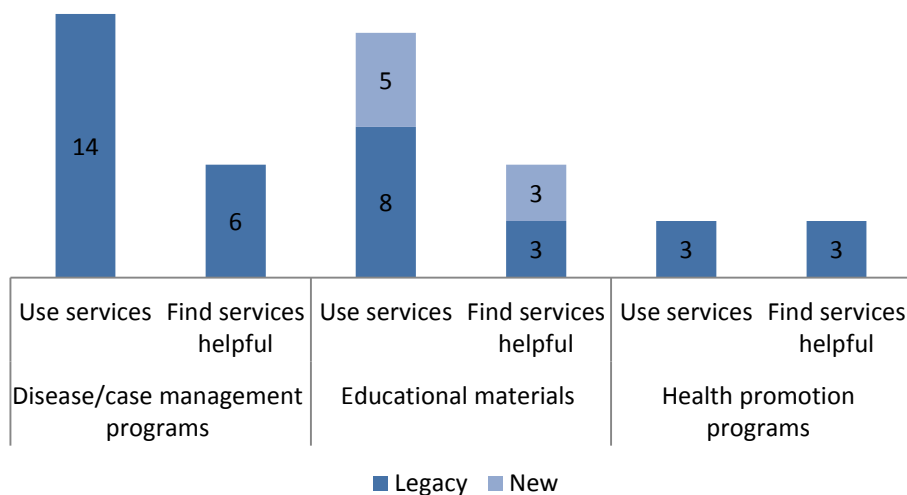 5
14
8
3
6
3
3
3
Use services
Find services
helpful
Use services
Find services
helpful
Use services
Find services
helpful
Disease/case management
programs
Educational materials
Health promotion
programs
Legacy
New